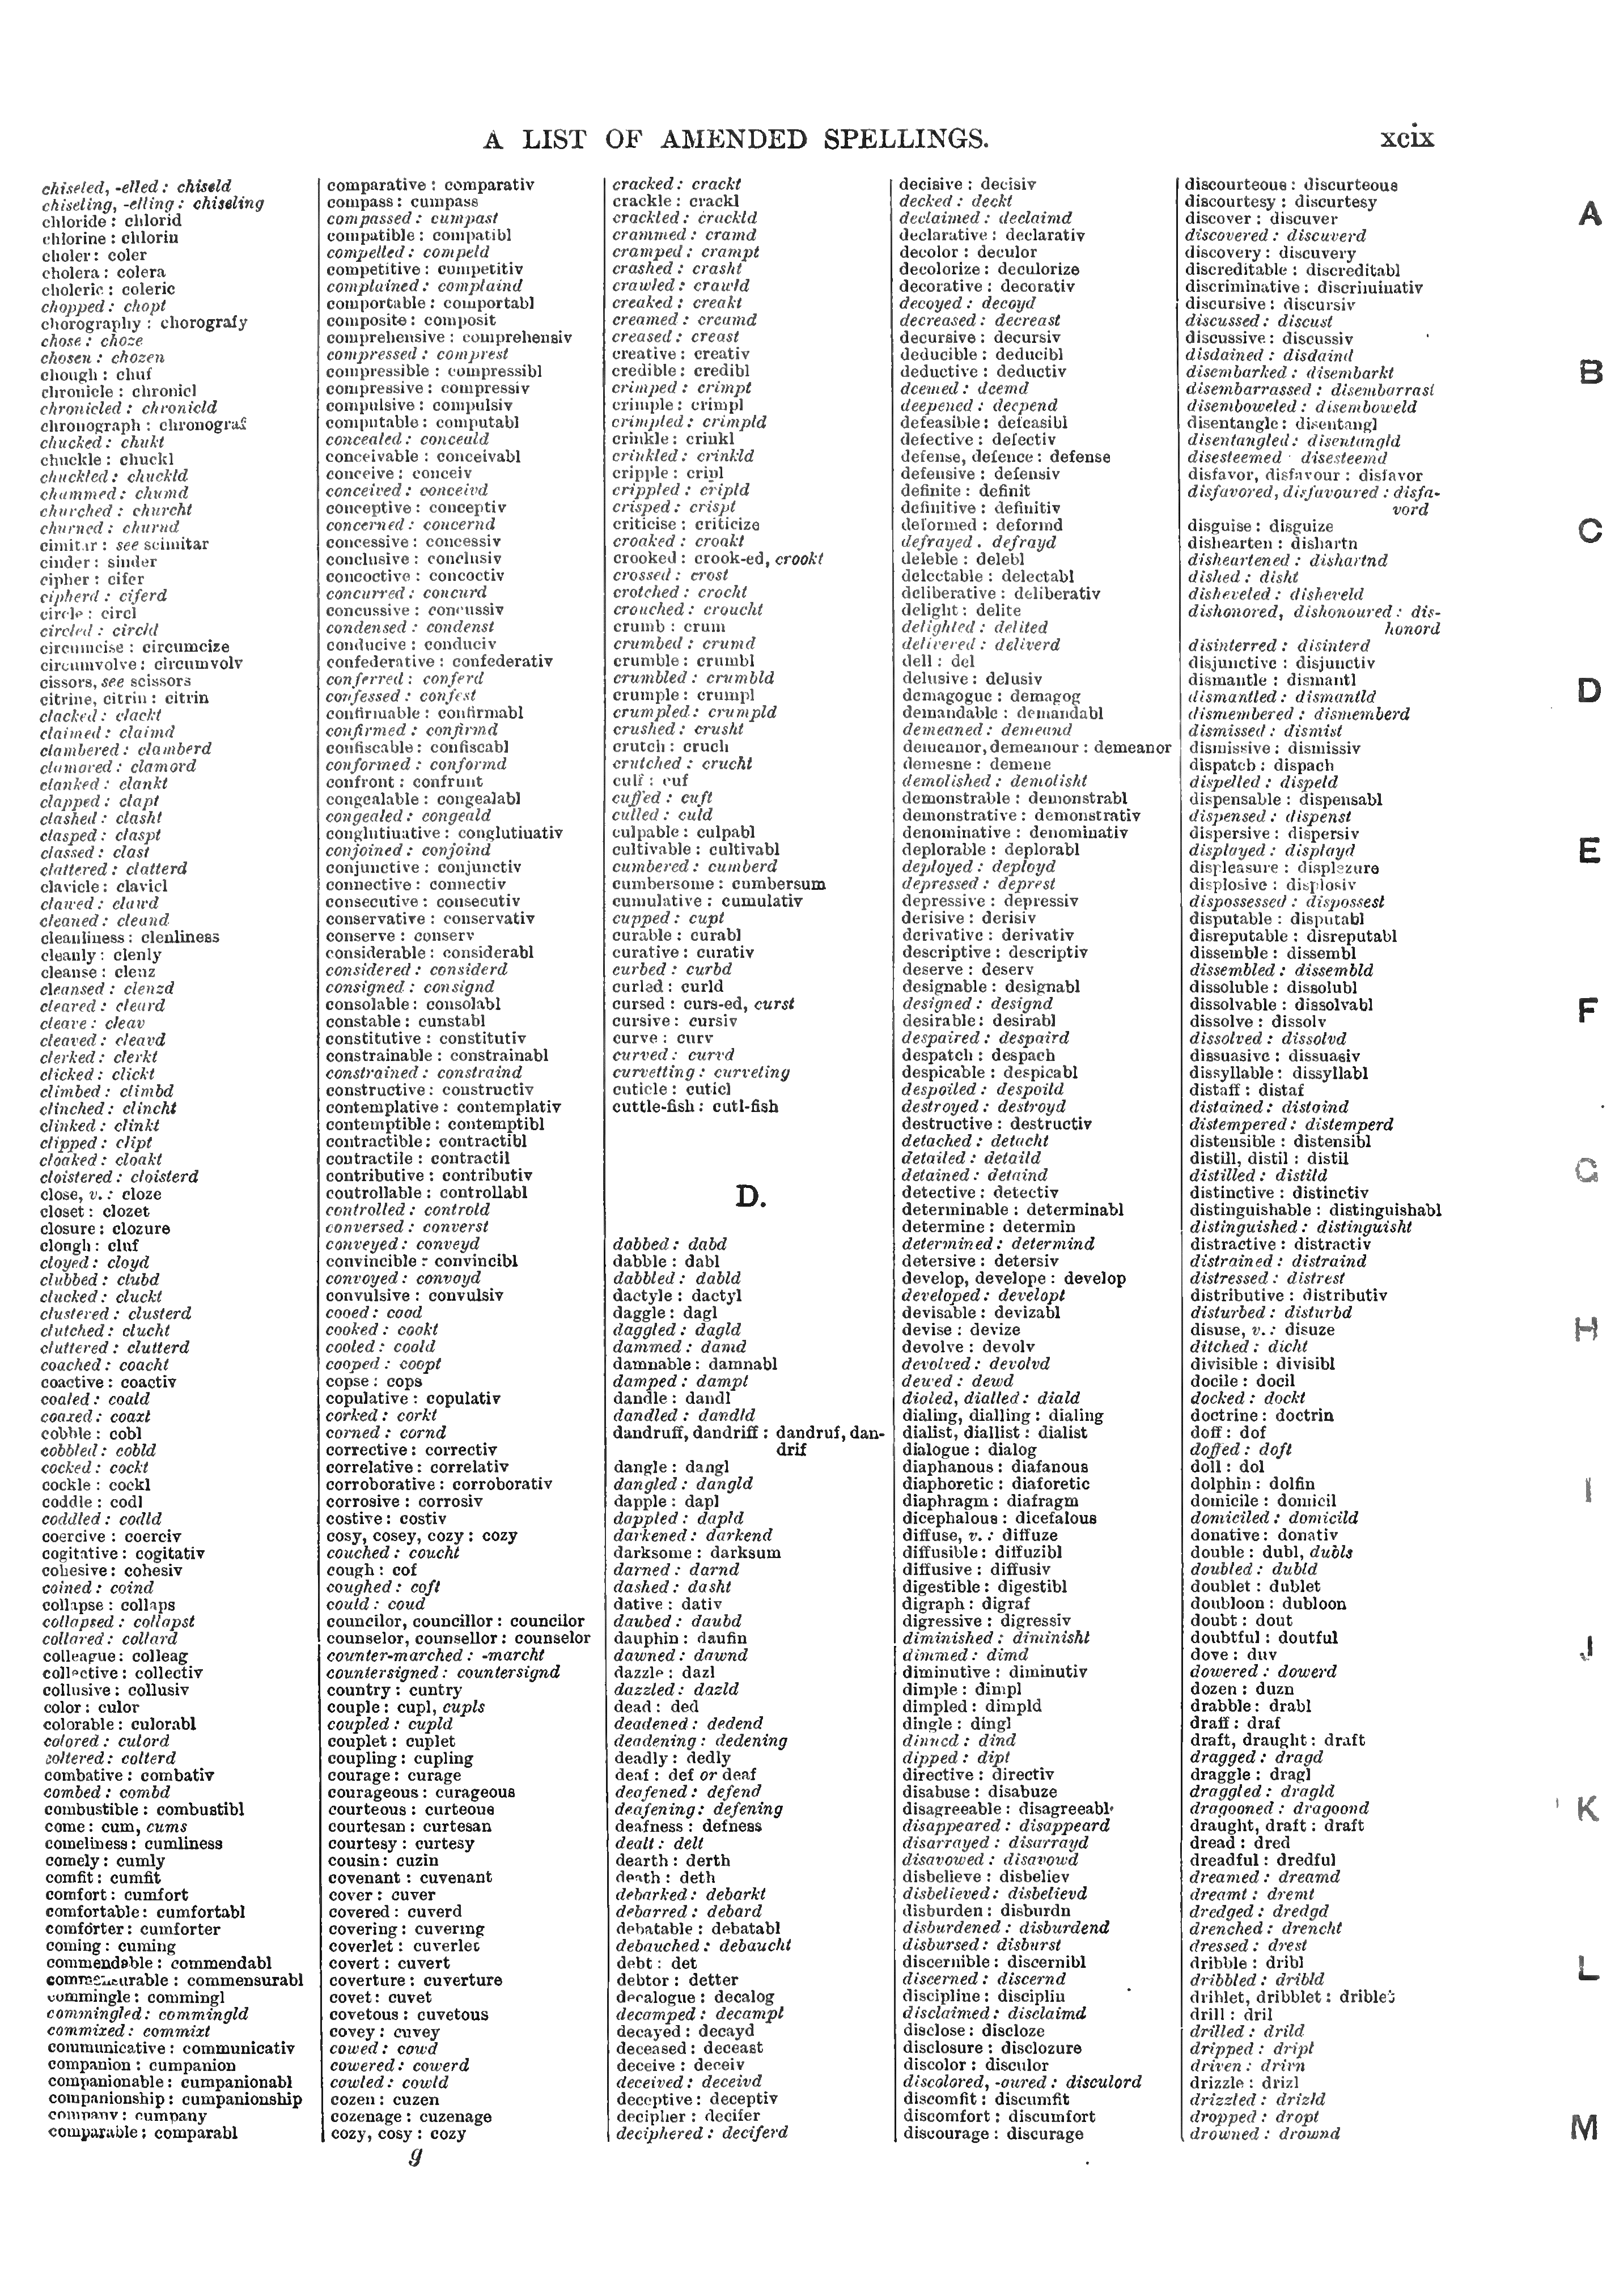 A LIST OF AMENDED SPELLINGS.
xcix
chiseled, -elled : chiseld
chiseling, -elling : chiseling
chloride : chlorid
chlorine : chlorin
choler : coler
cholera : colera
choleric : coleric
chopped : chopt
chorography : chorografy
chose : choze
chosen : chozen
chough : chuf
chronicle : chronicl
chronicled : chronicld
chronograph : chronograf
chucked : chukt
chuckle : chuckl
chuckled : chuckld
chummed : chumd
churched : churcht
churned : churnd
cimitar : see scimitar
cinder : sinder
cipher : cifer
cipherd : ciferd
circle : circl
circled : circld
circumcise : circumcize
circumvolve : circumvolv
cissors, see scissors
citrine, citrin : citrin
clacked : clackt
claimed : claimd
clambered : clamberd
clamored : clamord
clanked : clankt
clapped : clapt
clashed : clasht
clasped : claspt
classed : clast
clattered : clatterd
clavicle : clavicl
clawed : clawd
cleaned : cleand
cleanliness : clenliness
cleanly : clenly
cleanse : clenz
cleansed : clenzd
cleared : cleard
cleave : cleav
cleaved : cleavd
clerked : clerkt
clicked : clickt
climbed : climbd
clinched : clincht
clinked : clinkt
clipped : clipt
cloaked : cloakt
cloistered : cloisterd
close, v. : cloze
closet : clozet
closure : clozure
clough : cluf
cloyed : cloyd
clubbed : clubd
clucked : cluckt
clustered : clusterd
clutched : clucht
cluttered : clutterd
coached : coacht
coactive : coactiv
coaled : coald
coaxed : coaxt
cobble : cobl
cobbled : cobld
cocked : cockt
cockle : cockl
coddle : codl
coddled : codld
coercive : coerciv
cogitative : cogitativ
cohesive : cohesiv
coined : coind
collapse : collaps
collapsed : collapst
collared : collard
colleague : colleag
collective : collectiv
collusive : collusiv
color : culor
colorable : culorabl
colored : culord
coltered : colterd
combative : combativ
combed : combd
combustible : combustibl
come : cum, cums
comeliness : cumliness
comely : cumly
comfit : cumfit
comfort : cumfort
comfortable : cumfortabl
comforter : cumforter
coming : cuming
commendable : commendabl
commensurable : commensurabl
commingle : commingl
commingled : commingld
commixed : commixt
communicative : communicativ
companion : cumpanion
companionable : cumpanionabl
companionship : cumpanionship
company : cumpany
comparable : comparabl
comparative : comparativ
compass : cumpass
compassed : cumpast
compatible : compatibl
compelled : compeld
competitive : cumpetitiv
complained : complaind
comportable : comportabl
composite : composit
comprehensive : comprehensiv
compressed : comprest
compressible : compressibl
compressive : compressiv
compulsive : compulsiv
computable : computabl
concealed : conceald
conceivable : conceivabl
conceive : conceiv
conceived : conceivd
conceptive : conceptiv
concerned : concernd
concessive : concessiv
conclusive : conclusiv
concoctive : concoctiv
concurred : concurd
concussive : concussiv
condensed : condenst
conducive : conduciv
confederative : confederativ
conferred : conferd
confessed : confest
confirmable : confirmabl
confirmed : confirmd
confiscable : confiscabl
conformed : conformd
confront : confrunt
congealable : congealabl
congealed : congeald
conglutinative : conglutinativ
conjoined : conjoind
conjunctive : conjunctiv
connective : connectiv
consecutive : consecutiv
conservative : conservativ
conserve : conserv
considerable : considerabl
considered : considerd
consigned : consignd
consolable : consolabl
constable : cunstabl
constitutive : constitutiv
constrainable : constrainabl
constrained : constraind
constructive : constructiv
contemplative : contemplativ
contemptible : contemptibl
contractible : contractibl
contractile : contractil
contributive : contributiv
controllable : controllabl
controlled : controld
conversed : converst
conveyed : conveyd
convincible : convincibl
convoyed : convoyd
convulsive : convulsiv
cooed : cood
cooked : cookt
cooled : coold
cooped : coopt
copse : cops
copulative : copulativ
corked : corkt
corned : cornd
corrective : correctiv
correlative : correlativ
corroborative : corroborativ
corrosive : corrosiv
costive : costiv
cosy, cosey, cozy : cozy
couched : coucht
cough : cof
coughed : coft
could : coud
councilor, councillor : councilor
counselor, counsellor : counselor
counter-marched : -marcht
countersigned : countersignd
country : cuntry
couple : cupl, cupls
coupled : cupld
couplet : cuplet
coupling : cupling
courage : curage
courageous : curageous
courteous : curteous
courtesan : curtesan
courtesy : curtesy
cousin : cuzin
covenant : cuvenant
cover : cuver
covered : cuverd
covering : cuvering
coverlet : cuverlet
covert : cuvert
coverture : cuverture
covet : cuvet
covetous : cuvetous
covey : cuvey
cowed : cowd
cowered : cowerd
cowled : cowld
cozen : cuzen
cozenage : cuzenage
cozy, cosy : cozy
cracked : crackt
crackle : crackl
crackled : crackld
crammed : cramd
cramped : crampt
crashed : crasht
crawled : crawld
creaked : creakt
creamed : creamd
creased : creast
creative : creativ
credible : credibl
crimped : crimpt
crimple : crimpl
crimpled : crimpld
crinkle : crinkl
crinkled : crinkld
cripple : cripl
crippled : cripld
crisped : crispt
criticise : criticize
croaked : croakt
crooked : crook-ed, crookt
crossed : crost
crotched : crocht
crouched : croucht
crumb : crum
crumbed : crumd
crumble : crumbl
crumbled : crumbld
crumple : crumpl
crumpled : crumpld
crushed : crusht
crutch : cruch
crutched : crucht
cuff : cuf
cuffed : cuft
culled : culd
culpable : culpabl
cultivable : cultivabl
cumbered : cumberd
cumbersome : cumbersum
cumulative : cumulativ
cupped : cupt
curable : curabl
curative : curativ
curbed : curbd
curled : curld
cursed : curs-ed, curst
cursive : cursiv
curve : curv
curved : curvd
curvetting : curveting
cuticle : cuticl
cuttle-fish : cutl-fish
D.
dabbed : dabd
dabble : dabl
dabbled : dabld
dactyle : dactyl
daggle : dagl
daggled : dagld
dammed : damd
damnable : damnabl
damped : dampt
dandle : dandl
dandled : dandld
dandruff, dandriff : dandruf, dan-
drif
dangle : dangl
dangled : dangld
dapple : dapl
dappled : dapld
darkened : darkend
darksome : darksum
darned : darnd
dashed : dasht
dative : dativ
daubed : daubd
dauphin : daufin
dawned : dawnd
dazzle : dazl
dazzled : dazld
dead : ded
deadened : dedend
deadening : dedening
deadly : dedly
deaf : def or deaf
deafened : defend
deafening : defening
deafness : defness
dealt : delt
dearth : derth
death : deth
debarked : debarkt
debarred : debard
debatable : debatabl
debauched : debaucht
debt : det
debtor : detter
decalogue : decalog
decamped : decampt
decayed : decayd
deceased : deceast
deceive : deceiv
deceived : deceivd
deceptive : deceptiv
decipher : decifer
deciphered : deciferd
decisive : decisiv
decked : deckt
declaimed : declaimd
declarative : declarativ
decolor : deculor
decolorize : deculorize
decorative : decorativ
decoyed : decoyd
decreased : decreast
decursive : decursiv
deducible : deducibl
deductive : deductiv
deemed : deemd
deepened : deepend
defeasible : defeasibl
defective : defectiv
defense, defence : defense
defensive : defensiv
definite : definit
definitive : definitiv
deformed : deformd
defrayed . defrayd
deleble : delebl
delectable : delectabl
deliberative : deliberativ
delight : delite
delighted : delited
delivered : deliverd
dell : del
delusive : delusiv
demagogue : demagog
demandable : demandabl
demeaned : demeand
demeanor, demeanour : demeanor
demesne : demene
demolished : demolisht
demonstrable : demonstrabl
demonstrative : demonstrativ
denominative : denominativ
deplorable : deplorabl
deployed : deployd
depressed : deprest
depressive : depressiv
derisive : derisiv
derivative : derivativ
descriptive : descriptiv
deserve : deserv
designable : designabl
designed : designd
desirable : desirabl
despaired : despaird
despatch : despach
despicable : despicabl
despoiled : despoild
destroyed : destroyd
destructive : destructiv
detached : detacht
detailed : detaild
detained : detaind
detective : detectiv
determinable : determinabl
determine : determin
determined : determind
detersive : detersiv
develop, develope : develop
developed : developt
devisable : devizabl
devise : devize
devolve : devolv
devolved : devolvd
dewed : dewd
dialed, dialled : diald
dialing, dialling : dialing
dialist, diallist : dialist
dialogue : dialog
diaphanous : diafanous
diaphoretic : diaforetic
diaphragm : diafragm
dicephalous : dicefalous
diffuse, v. : diffuze
diffusible : diffuzibl
diffusive : diffusiv
digestible : digestibl
digraph : digraf
digressive : digressiv
diminished : diminisht
dimmed : dimd
diminutive : diminutiv
dimple : dimpl
dimpled : dimpld
dingle : dingl
dinned : dind
dipped : dipt
directive : directiv
disabuse : disabuze
disagreeable : disagreeabl
disappeared : disappeard
disarrayed : disarrayd
disavowed : disavowd
disbelieve : disbeliev
disbelieved : disbelievd
disburden : disburdn
disburdened : disburdend
disbursed : disburst
discernible : discernibl
discerned : discernd
discipline : disciplin
disclaimed : disclaimd
disclose : discloze
disclosure : disclozure
discolor : disculor
discolored, -oured : disculord
discomfit : discumfit
discomfort : discumfort
discourage : discurage
discourteous : discurteous
discourtesy : discurtesy
discover : discuver
discovered : discuverd
discovery : discuvery
discreditable : discreditabl
discriminative : discriminativ
discursive : discursiv
discussed : discust
discussive : discussiv
disdained : disdaind
disembarked : disembarkt
disembarrassed : disembarrast
disemboweled : disemboweld
disentangle : disentangl
disentangled : disentangld
disesteemed disesteemd
disfavor, disfavour : disfavor
disfavored, disfavoured : disfa-
vord
disguise : disguize
dishearten : dishartn
disheartened : dishartnd
dished : disht
disheveled : disheveld
dishonored, dishonoured : dis-
honord
disinterred : disinterd
disjunctive : disjunctiv
dismantle : dismantl
dismantled : dismantld
dismembered : dismemberd
dismissed : dismist
dismissive : dismissiv
dispatch : dispach
dispelled : dispeld
dispensable : dispensabl
dispensed : dispenst
dispersive : dispersiv
displayed : displayd
displeasure : displezure
displosive : displosiv
dispossessed : dispossest
disputable : disputabl
disreputable : disreputabl
dissemble : dissembl
dissembled : dissembld
dissoluble : dissolubl
dissolvable : dissolvabl
dissolve : dissolv
dissolved : dissolvd
dissuasive : dissuasiv
dissyllable : dissyllabl
distaff : distaf
distained : distaind
distempered : distemperd
distensible : distensibl
distill, distil : distil
distilled : distild
distinctive : distinctiv
distinguishable : distinguishabl
distinguished : distinguisht
distractive : distractiv
distrained : distraind
distressed : distrest
distributive : distributiv
disturbed : disturbd
disuse, v. : disuze
ditched : dicht
divisible : divisibl
docile : docil
docked : dockt
doctrine : doctrin
doff : dof
doffed : doft
doll : dol
dolphin : dolfin
domicile : domicil
domiciled : domicild
donative : donativ
double : dubl, dubls
doubled : dubld
doublet : dublet
doubloon : dubloon
doubt : dout
doubtful : doutful
dove : duv
dowered : dowerd
dozen : duzn
drabble : drabl
draff : draf
draft, draught : draft
dragged : dragd
draggle : dragl
draggled : dragld
dragooned : dragoond
draught, draft : draft
dread : dred
dreadful : dredful
dreamed : dreamd
dreamt : dremt
dredged : dredgd
drenched : drencht
dressed : drest
dribble : dribl
dribbled : dribld
driblet, dribblet : driblet
drill : dril
drilled : drild
dripped : dript
driven : drivn
drizzle : drizl
drizzled : drizld
dropped : dropt
drowned : drownd
g
A
B
C
D
E
F
G
H
I
J
K
L
M